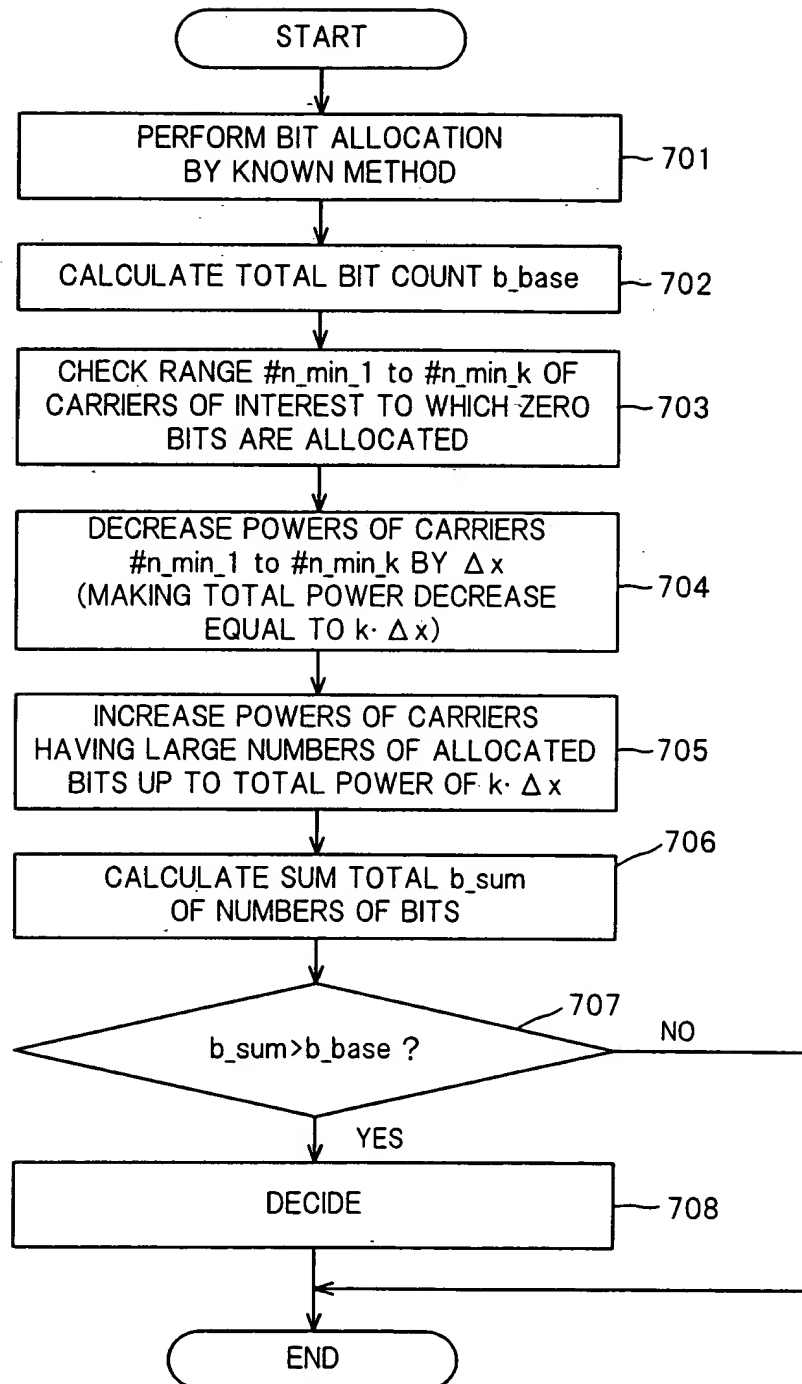 START
PERFORM BIT ALLOCATION
BY KNOWN METHOD
701
CALCULATE TOTAL BIT COUNT b_base
702
CHECK RANGE #n_min_1 to #n_min_k OF
CARRIERS OF INTEREST TO WHICH ZERO
BITS ARE ALLOCATED
703
DECREASE POWERS OF CARRIERS
#n_min_1 to #n_min_k BY Δx
(MAKING TOTAL POWER DECREASE
EQUAL TO k· Δx)
704
INCREASE POWERS OF CARRIERS
HAVING LARGE NUMBERS OF ALLOCATED
BITS UP TO TOTAL POWER OF k· Δx
705
706
CALCULATE SUM TOTAL b_sum
OF NUMBERS OF BITS
707
b_sum>b_base ?
NO
YES
DECIDE
708
END